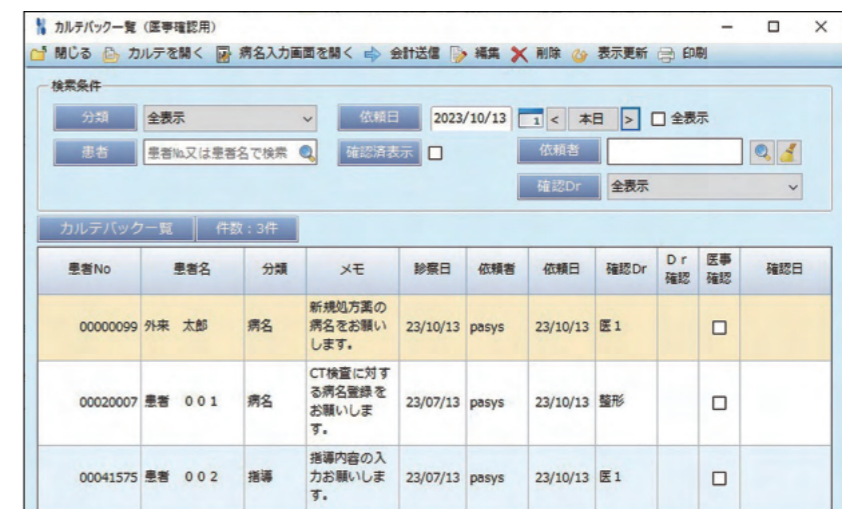 カルテバック一覧（医事確認用）
閉じる カルテを開く 病名入力画面を開く 会計送信 編集 削除 表示更新 印刷
検索条件
分類 全表示 依頼日 2023/10/13 1 < 本日 > 全表示
患者 患者No又は患者名で検索 確認済表示 依頼者
確認Dr 全表示
カルテバック一覧 件数：3件
患者No 患者名 分類 メモ 診察日 依頼者 依頼日 確認Dr Dr確認 医事確認 確認日
00000099 外来 太郎 病名 新規処方薬の病名をお願いします。 23/10/13 pasys 23/10/13 医1
00020007 患者 001 病名 CT検査に対する病名登録をお願いします。 23/07/13 pasys 23/10/13 整形
00041575 患者 002 指導 指導内容の入力お願いします。 23/07/13 pasys 23/10/13 医1